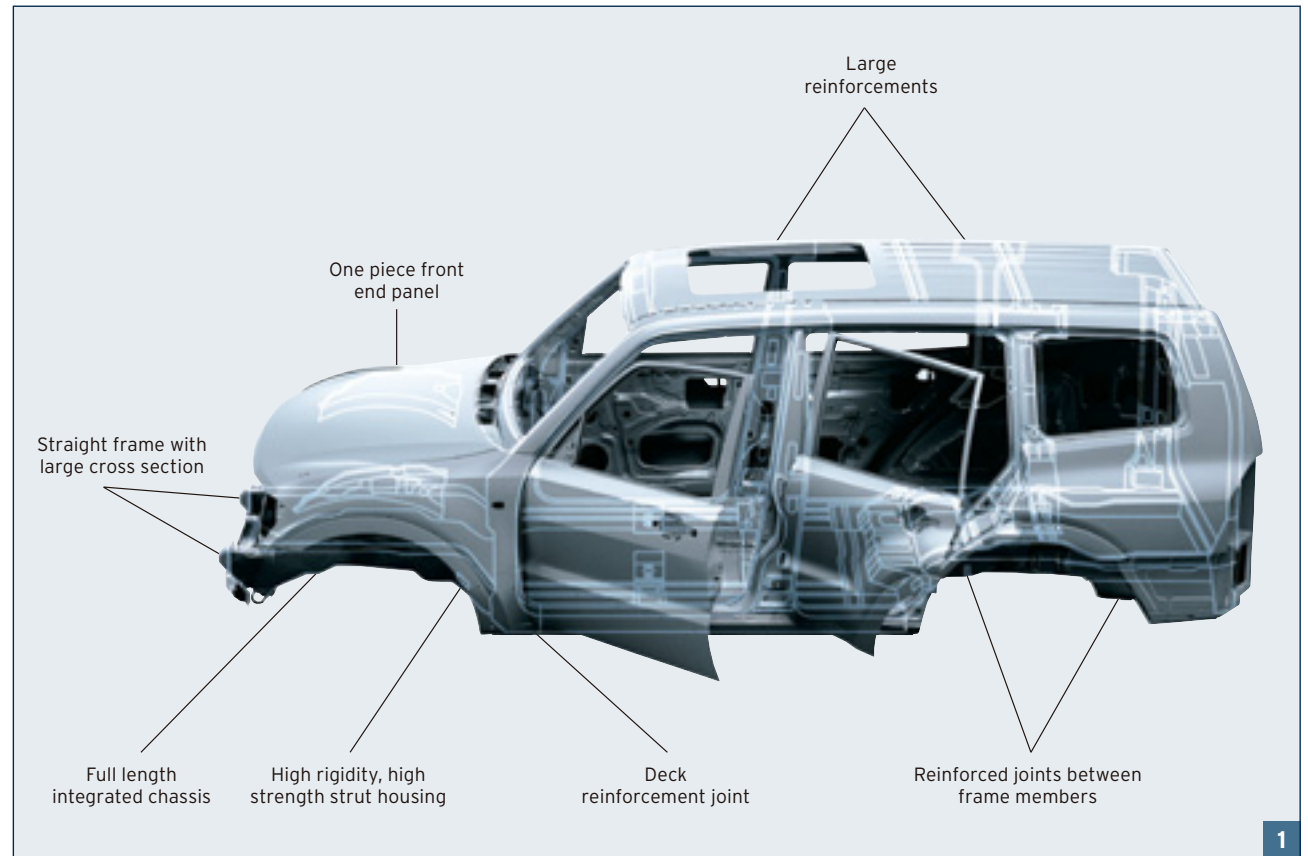 Large
reinforcements
One piece front
end panel
Straight frame with
large cross section
Full length
integrated chassis
High rigidity, high
strength strut housing
Deck
reinforcement joint
Reinforced joints between
frame members
1